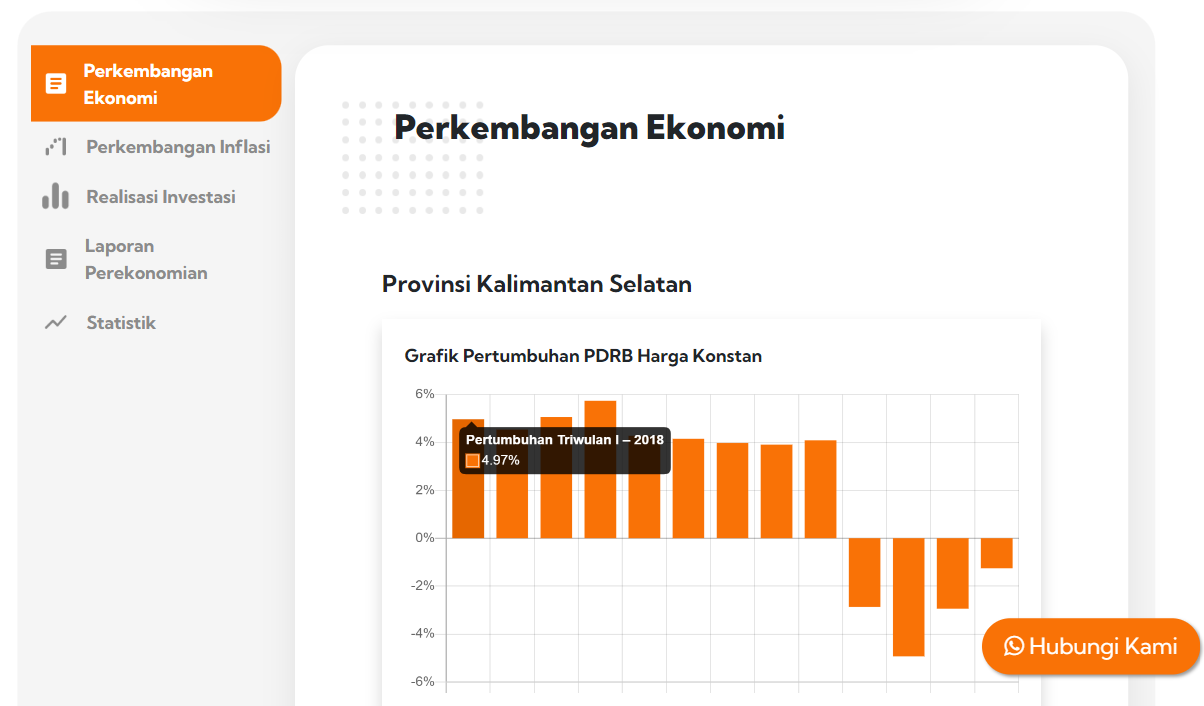 Perkembangan
Ekonomi
Perkembangan Inflasi
Realisasi Investasi
Laporan
Perekonomian
Statistik
Perkembangan Ekonomi
Provinsi Kalimantan Selatan
Grafik Pertumbuhan PDRB Harga Konstan
6%
4%
2%
0%
-2%
-4%
-6%
Pertumbuhan Triwulan I – 2018
4.97%
Hubungi Kami